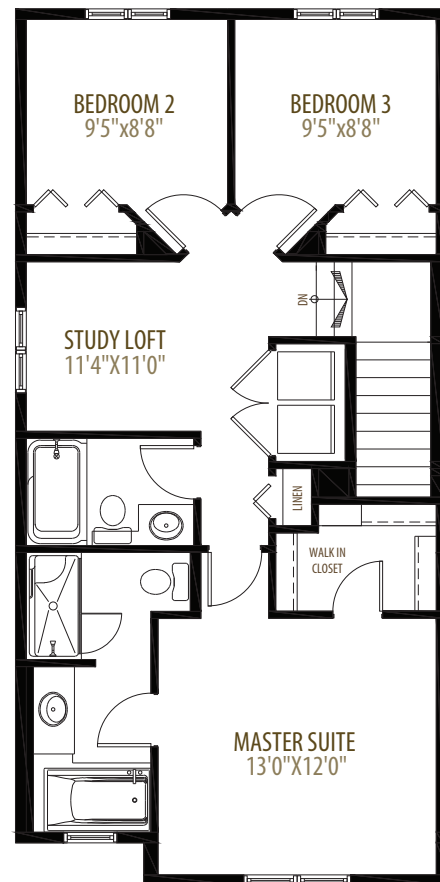 BEDROOM 2
9'5"x8'8"
BEDROOM 3
9'5"x8'8"
DN
STUDY LOFT
11'4"X11'0"
LINEN
WALK IN
CLOSET
MASTER SUITE
13'0"X12'0"